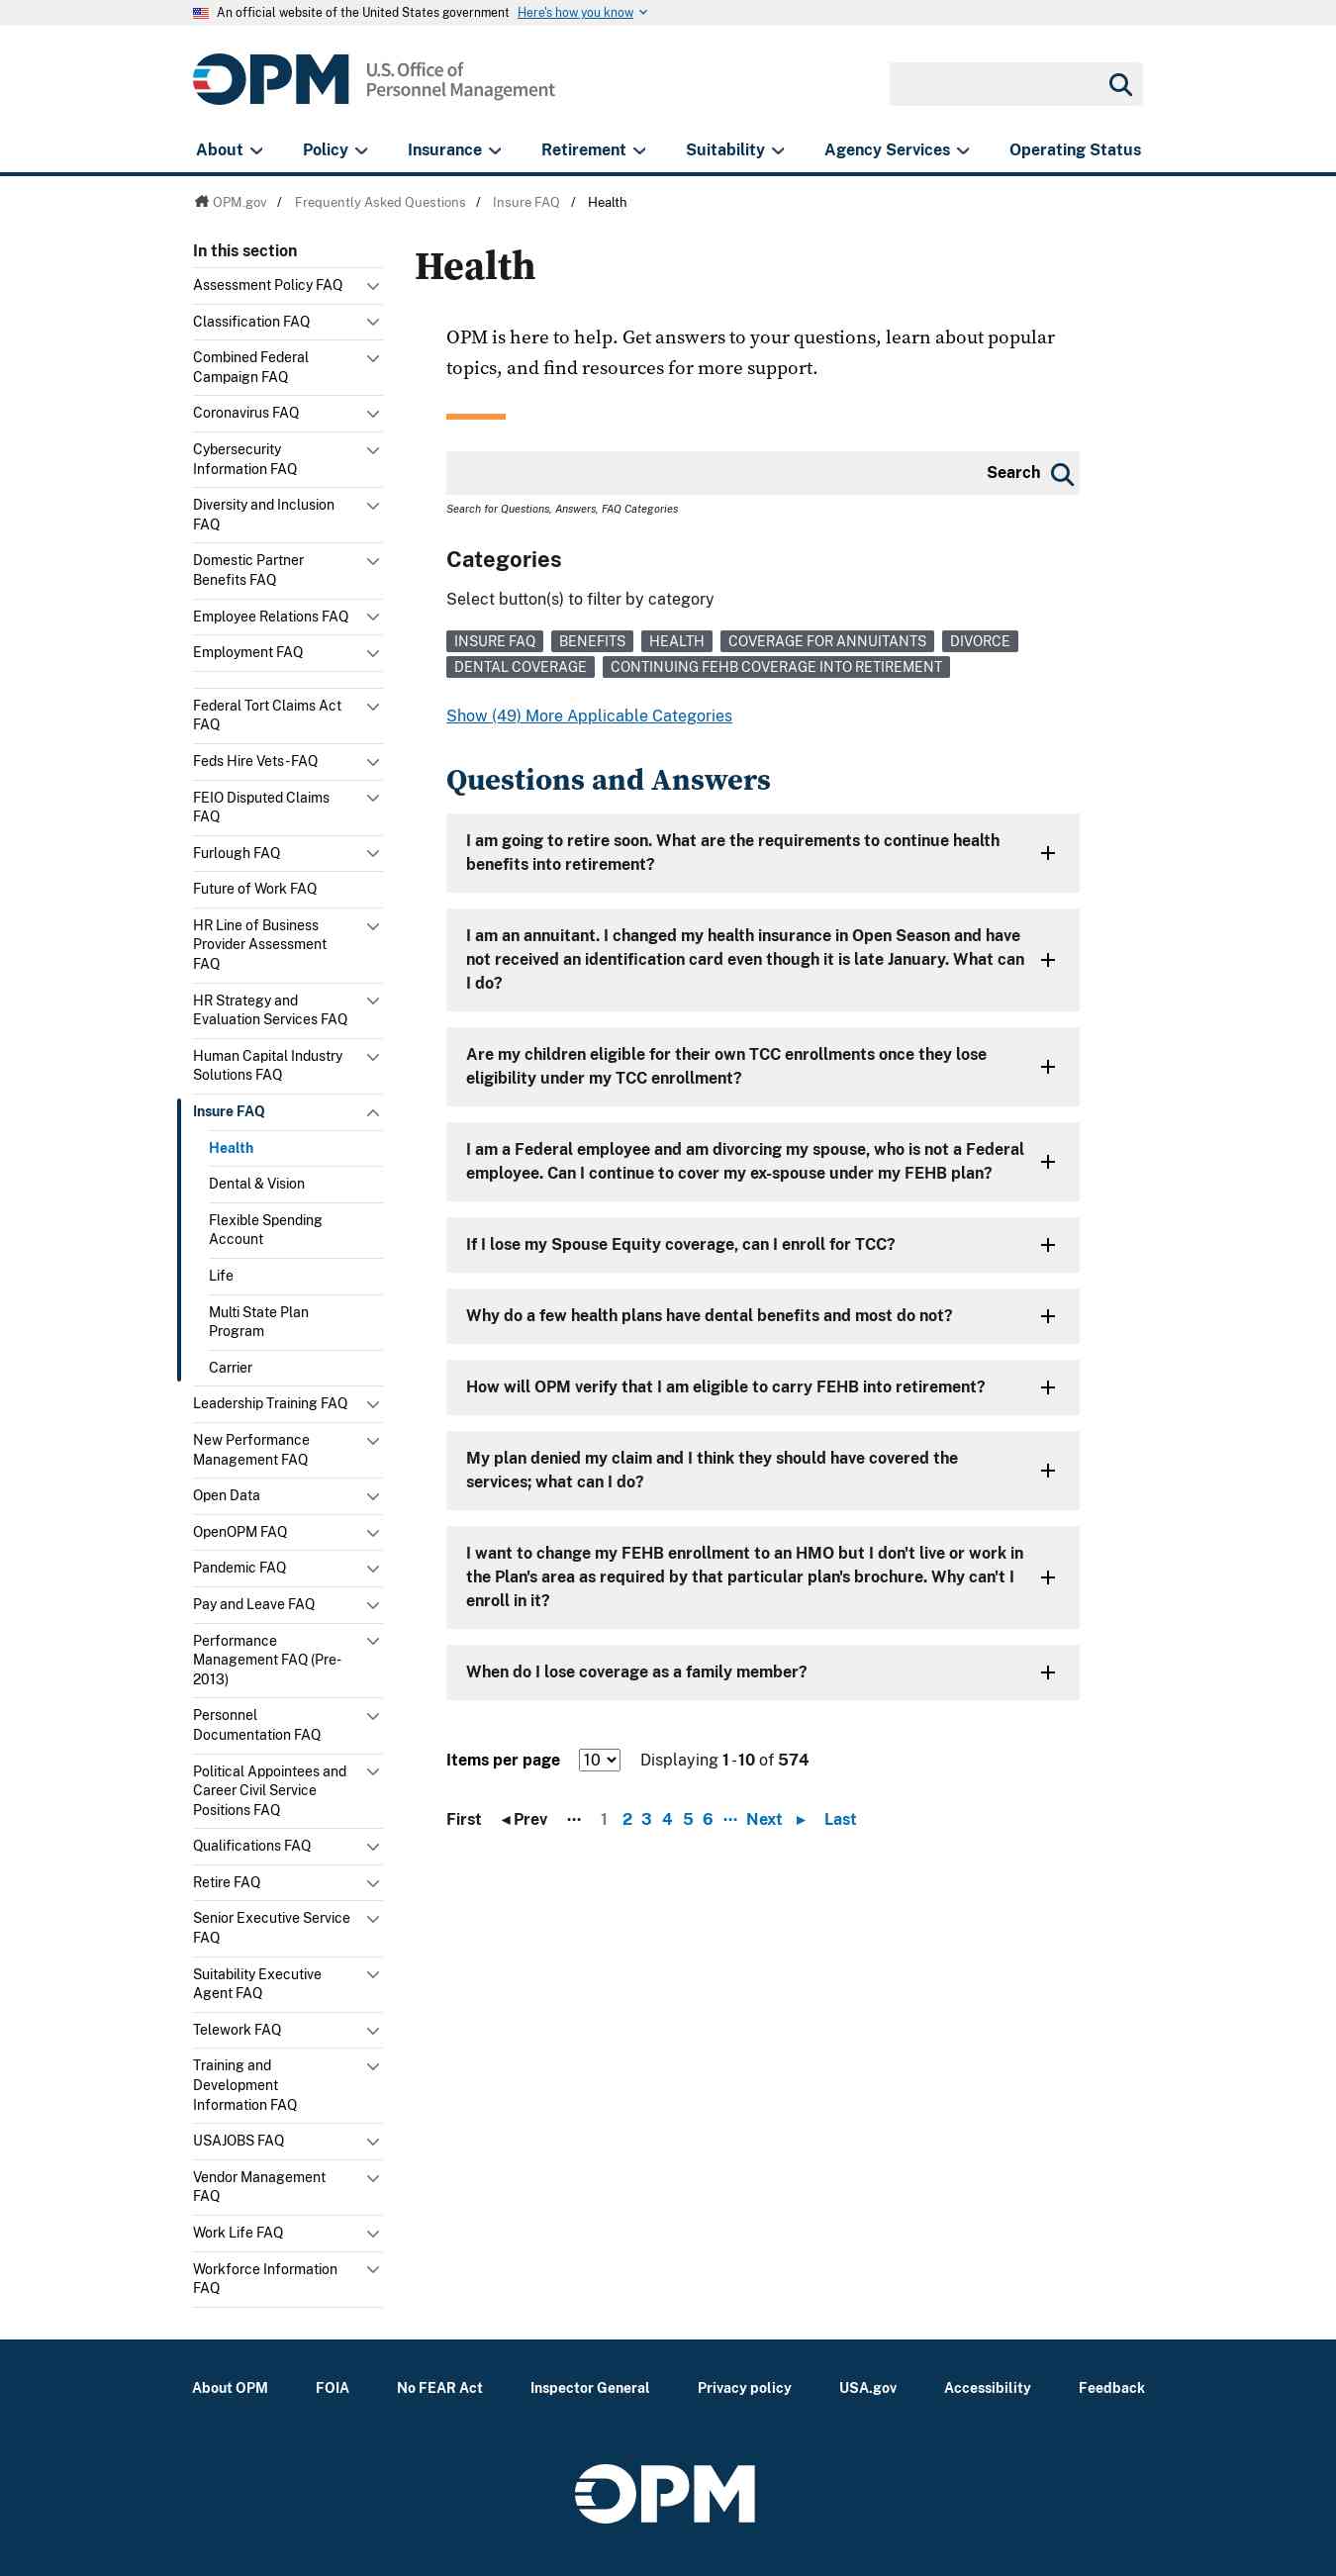 An official website of the United States government Here's how you know
OPM U.S. Office of
Personnel Management
About Policy Insurance Retirement Suitability Agency Services Operating Status
OPM.gov / Frequently Asked Questions / Insure FAQ / Health
In this section
Assessment Policy FAQ
Classification FAQ
Combined Federal
Campaign FAQ
Coronavirus FAQ
Cybersecurity
Information FAQ
Diversity and Inclusion
FAQ
Domestic Partner
Benefits FAQ
Employee Relations FAQ
Employment FAQ
Federal Tort Claims Act
FAQ
Feds Hire Vets - FAQ
FEIO Disputed Claims
FAQ
Furlough FAQ
Future of Work FAQ
HR Line of Business
Provider Assessment
FAQ
HR Strategy and
Evaluation Services FAQ
Human Capital Industry
Solutions FAQ
Insure FAQ
Health
Dental & Vision
Flexible Spending
Account
Life
Multi State Plan
Program
Carrier
Leadership Training FAQ
New Performance
Management FAQ
Open Data
OpenOPM FAQ
Pandemic FAQ
Pay and Leave FAQ
Performance
Management FAQ (Pre-
2013)
Personnel
Documentation FAQ
Political Appointees and
Career Civil Service
Positions FAQ
Qualifications FAQ
Retire FAQ
Senior Executive Service
FAQ
Suitability Executive
Agent FAQ
Telework FAQ
Training and
Development
Information FAQ
USAJOBS FAQ
Vendor Management
FAQ
Work Life FAQ
Workforce Information
FAQ
Health
OPM is here to help. Get answers to your questions, learn about popular
topics, and find resources for more support.
Search
Search for Questions, Answers, FAQ Categories
Categories
Select button(s) to filter by category
INSURE FAQ BENEFITS HEALTH COVERAGE FOR ANNUITANTS DIVORCE
DENTAL COVERAGE CONTINUING FEHB COVERAGE INTO RETIREMENT
Show (49) More Applicable Categories
Questions and Answers
I am going to retire soon. What are the requirements to continue health
benefits into retirement?
I am an annuitant. I changed my health insurance in Open Season and have
not received an identification card even though it is late January. What can
I do?
Are my children eligible for their own TCC enrollments once they lose
eligibility under my TCC enrollment?
I am a Federal employee and am divorcing my spouse, who is not a Federal
employee. Can I continue to cover my ex-spouse under my FEHB plan?
If I lose my Spouse Equity coverage, can I enroll for TCC?
Why do a few health plans have dental benefits and most do not?
How will OPM verify that I am eligible to carry FEHB into retirement?
My plan denied my claim and I think they should have covered the
services; what can I do?
I want to change my FEHB enrollment to an HMO but I don't live or work in
the Plan's area as required by that particular plan's brochure. Why can't I
enroll in it?
When do I lose coverage as a family member?
Items per page 10 Displaying 1 - 10 of 574
First ◂ Prev ··· 1 2 3 4 5 6 ··· Next ▸ Last
About OPM FOIA No FEAR Act Inspector General Privacy policy USA.gov Accessibility Feedback
OPM